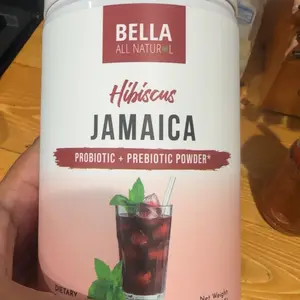 BELLA
ALL NATURAL
Hibiscus
JAMAICA
PROBIOTIC + PREBIOTIC POWDER*
DIETARY
Net Weight